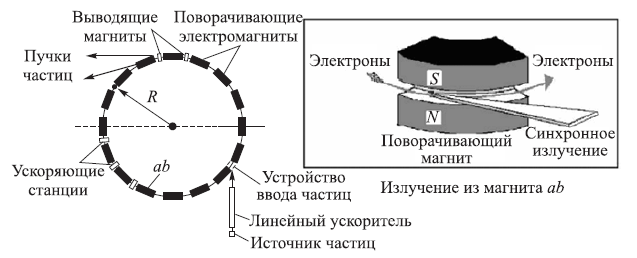 Выводящие
магниты
Поворачивающие
электромагниты
Пучки
частиц
R
Ускоряющие
станции
ab
Устройство
ввода частиц
Линейный ускоритель
Источник частиц
Электроны
Электроны
S
N
Поворачивающий
магнит
Синхронное
излучение
Излучение из магнита ab